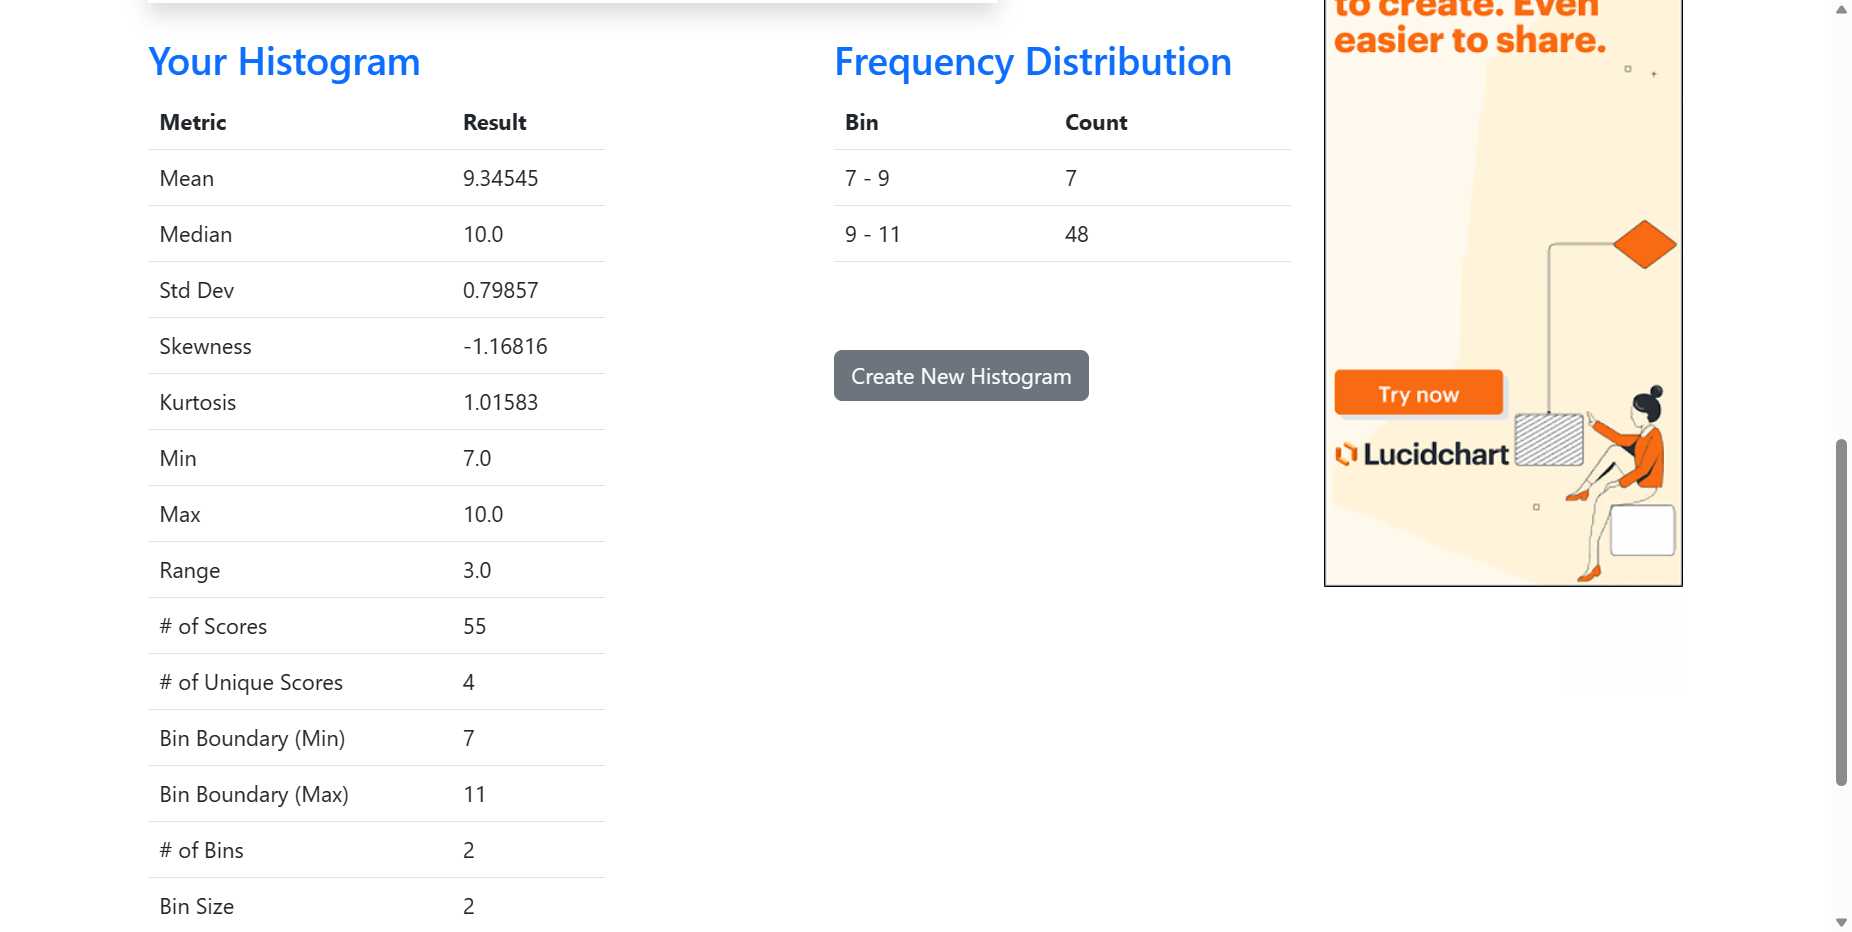 Your Histogram
Metric Result
Mean 9.34545
Median 10.0
Std Dev 0.79857
Skewness -1.16816
Kurtosis 1.01583
Min 7.0
Max 10.0
Range 3.0
# of Scores 55
# of Unique Scores 4
Bin Boundary (Min) 7
Bin Boundary (Max) 11
# of Bins 2
Bin Size 2
Frequency Distribution
Bin Count
7 - 9 7
9 - 11 48
Create New Histogram
to create. Even
easier to share.
Try now
Lucidchart